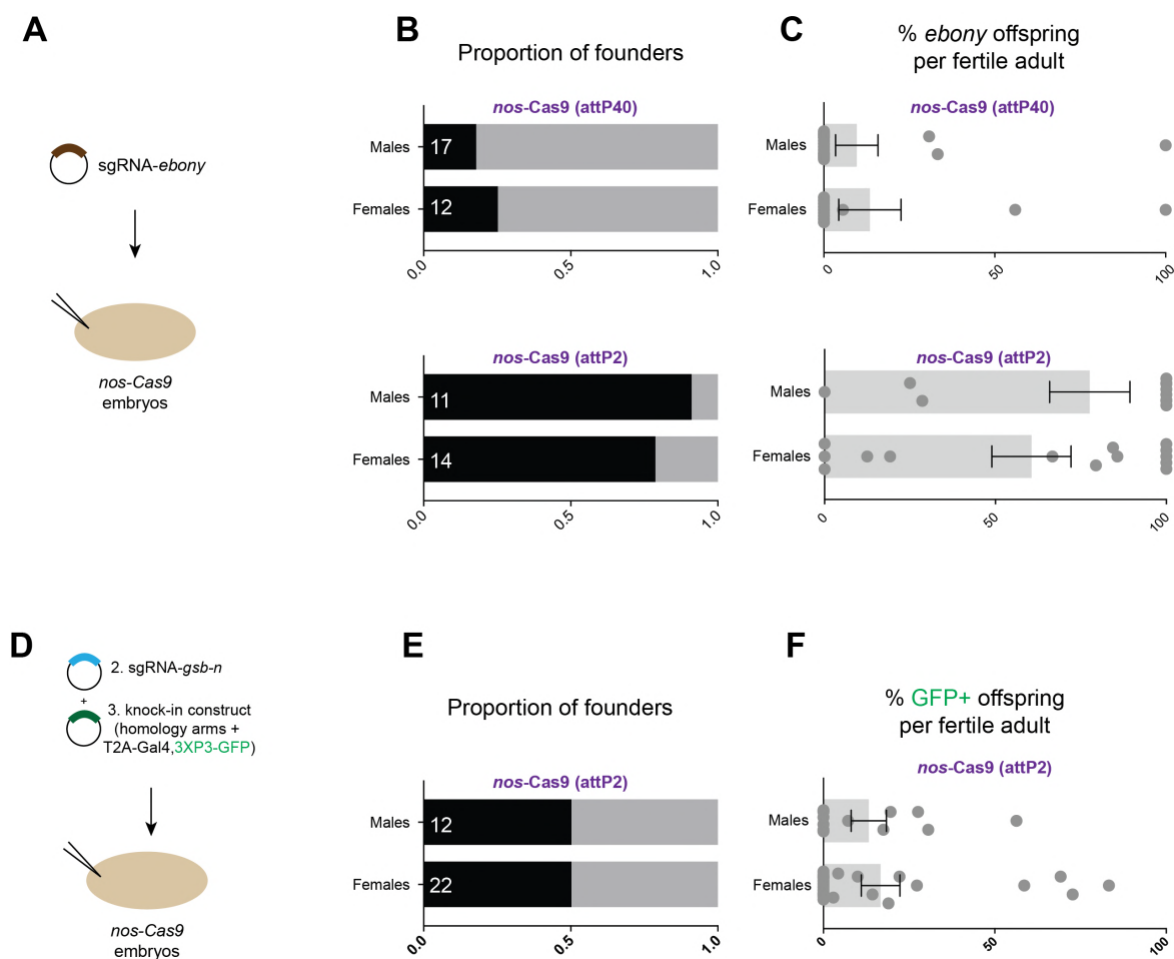 A
sgRNA-ebony
nos-Cas9
embryos
B
Proportion of founders
nos-Cas9 (attP40)
Males
17
Females
12
0.0
0.5
1.0
nos-Cas9 (attP2)
Males
11
Females
14
0.0
0.5
1.0
C
% ebony offspring
per fertile adult
nos-Cas9 (attP40)
Males
Females
0
50
100
nos-Cas9 (attP2)
Males
Females
0
50
100
D
2. sgRNA-gsb-n
+
3. knock-in construct
(homology arms +
T2A-Gal4,3XP3-GFP)
nos-Cas9
embryos
E
Proportion of founders
nos-Cas9 (attP2)
Males
12
Females
22
0.0
0.5
1.0
F
% GFP+ offspring
per fertile adult
nos-Cas9 (attP2)
Males
Females
0
50
100